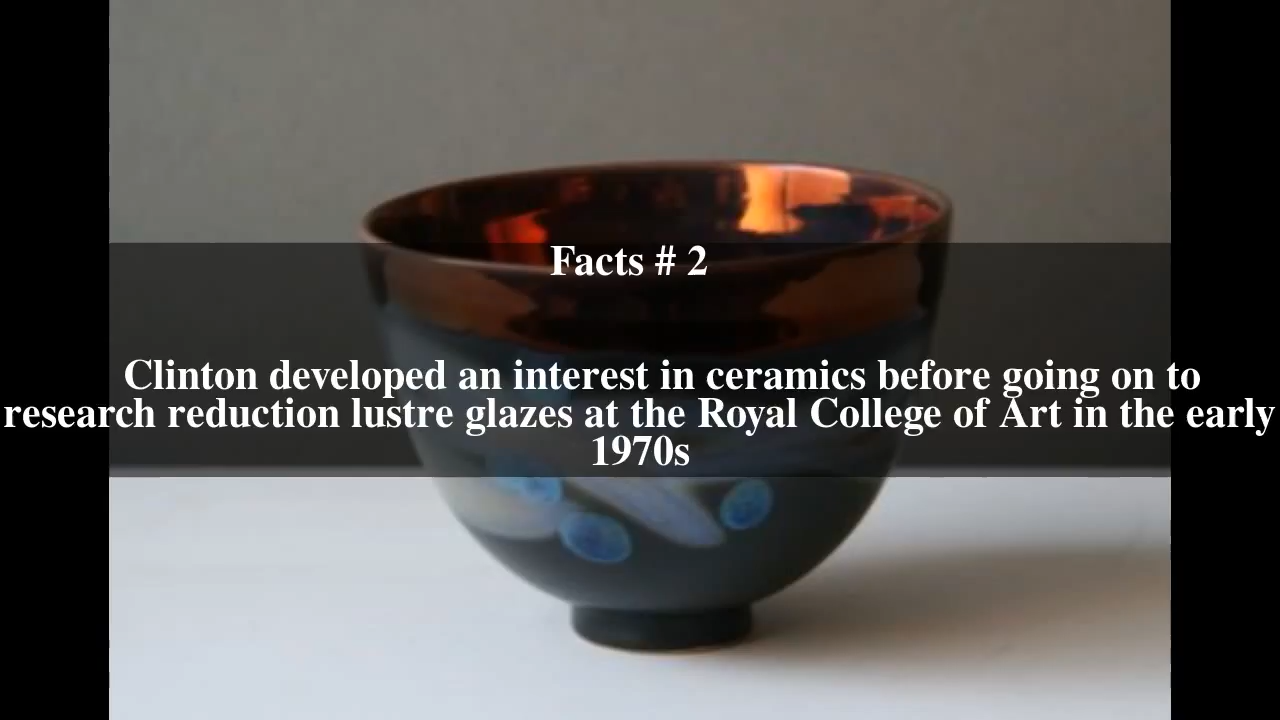 Facts # 2
Clinton developed an interest in ceramics before going on to
research reduction lustre glazes at the Royal College of Art in the early
1970s